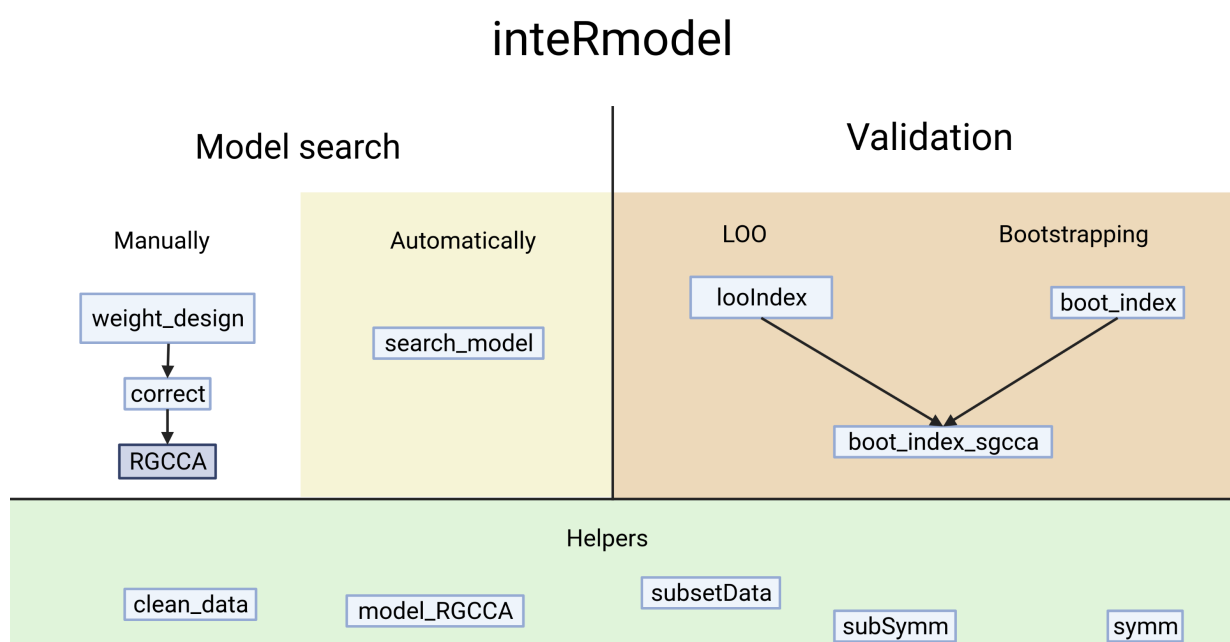 inteRmodel
Model search
Validation
Manually
Automatically
LOO
Bootstrapping
weight_design
correct
RGCCA
search_model
looIndex
boot_index
boot_index_sgcca
Helpers
clean_data
model_RGCCA
subsetData
subSymm
symm